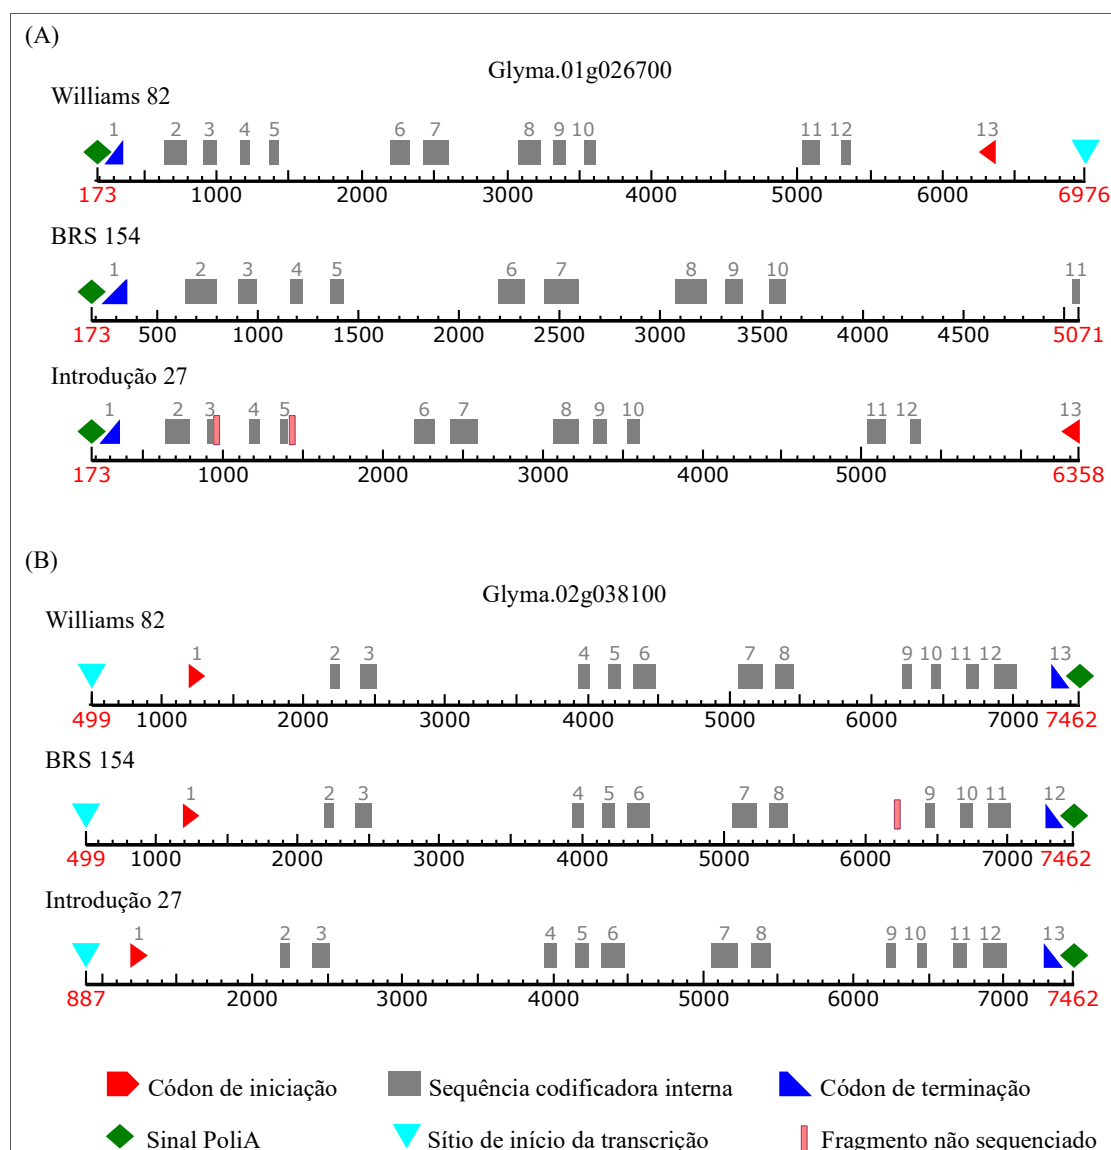 (A)
Glyma.01g026700
Williams 82
1 2 3 4 5 6 7 8 9 10 11 12 13
173 1000 2000 3000 4000 5000 6000 6976
BRS 154
1 2 3 4 5 6 7 8 9 10 11
173 500 1000 1500 2000 2500 3000 3500 4000 4500 5071
Introdução 27
1 2 3 4 5 6 7 8 9 10 11 12 13
173 1000 2000 3000 4000 5000 6358
(B)
Glyma.02g038100
Williams 82
1 2 3 4 5 6 7 8 9 10 11 12 13
499 1000 2000 3000 4000 5000 6000 7000 7462
BRS 154
1 2 3 4 5 6 7 8 9 10 11 12
499 1000 2000 3000 4000 5000 6000 7000 7462
Introdução 27
1 2 3 4 5 6 7 8 9 10 11 12 13
887 2000 3000 4000 5000 6000 7000 7462
Códon de iniciação Sequência codificadora interna Códon de terminação
Sinal PoliA Sítio de início da transcrição Fragmento não sequenciado